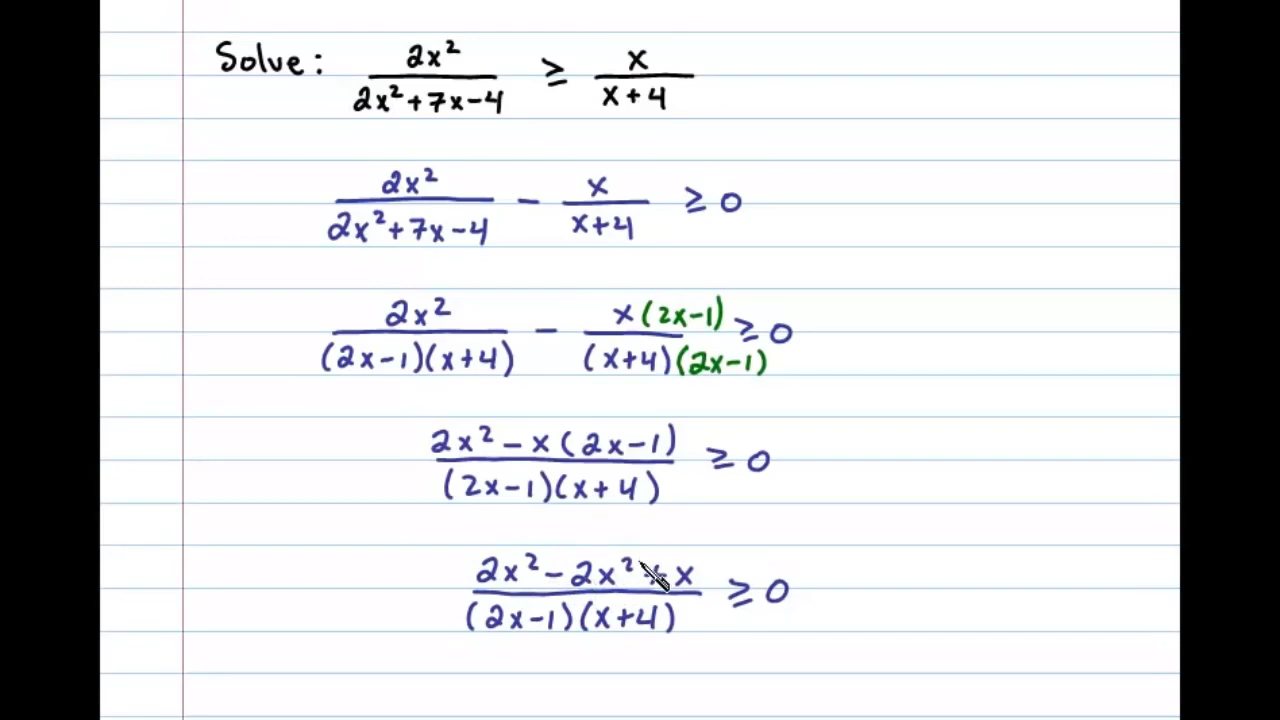 Solve: 2x²/(2x²+7x-4) ≥ x/(x+4)
2x²/(2x²+7x-4) - x/(x+4) ≥ 0
2x²/((2x-1)(x+4)) - x(2x-1)/((x+4)(2x-1)) ≥ 0
(2x²-x(2x-1))/((2x-1)(x+4)) ≥ 0
(2x²-2x²+x)/((2x-1)(x+4)) ≥ 0